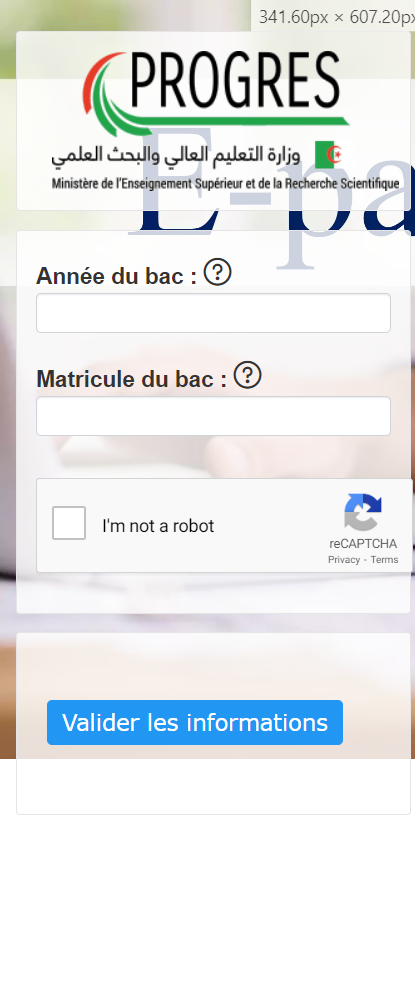 341.60px × 607.20px
PROGRES
وزارة التعليم العالي والبحث العلمي
Ministère de l'Enseignement Supérieur et de la Recherche Scientifique
E-pa
Année du bac : ?
Matricule du bac : ?
I'm not a robot
reCAPTCHA
Privacy - Terms
Valider les informations